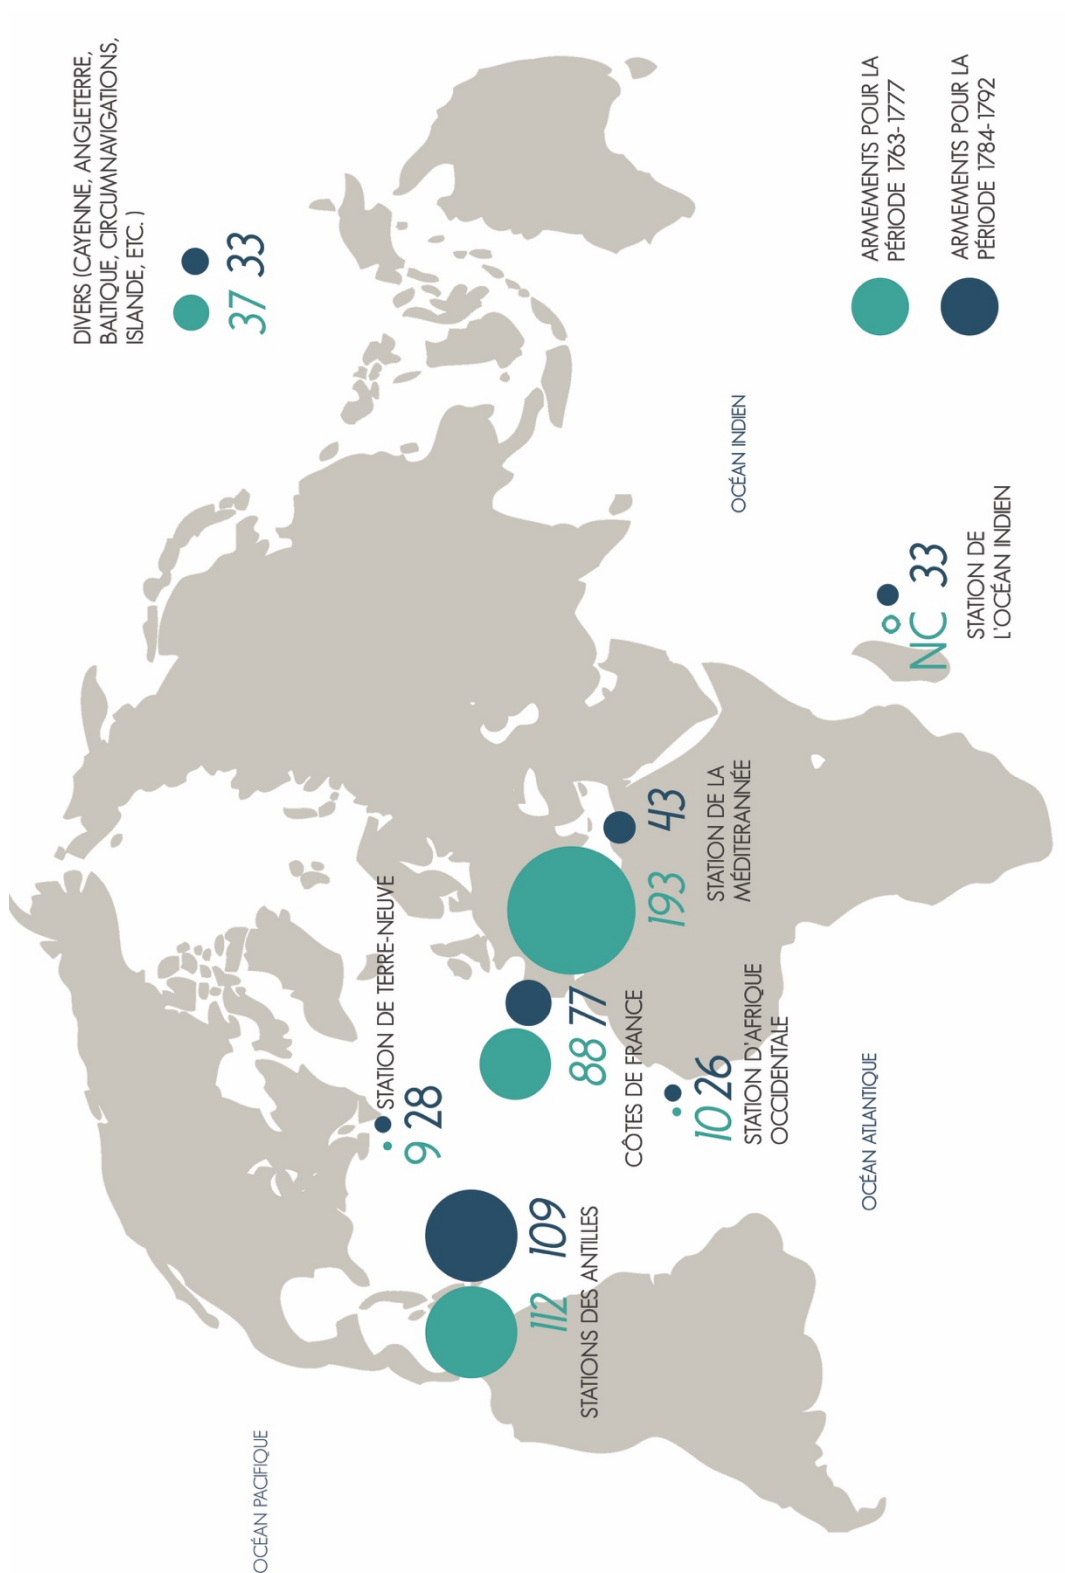 DIVERS (CAYENNE, ANGLETERRE,
BALTIQUE, CIRCUMNAVIGATIONS,
ISLANDE, ETC. )
37 33
STATION DE TERRE-NEUVE
9 28
112 109
STATIONS DES ANTILLES
88 77
CÔTES DE FRANCE
193 43
STATION DE LA
MÉDITERANNÉE
10 26
STATION D'AFRIQUE
OCCIDENTALE
NC 33
STATION DE
L'OCÉAN INDIEN
OCÉAN PACIFIQUE
OCÉAN ATLANTIQUE
OCÉAN INDIEN
ARMEMENTS POUR LA
PÉRIODE 1763-1777
ARMEMENTS POUR LA
PÉRIODE 1784-1792